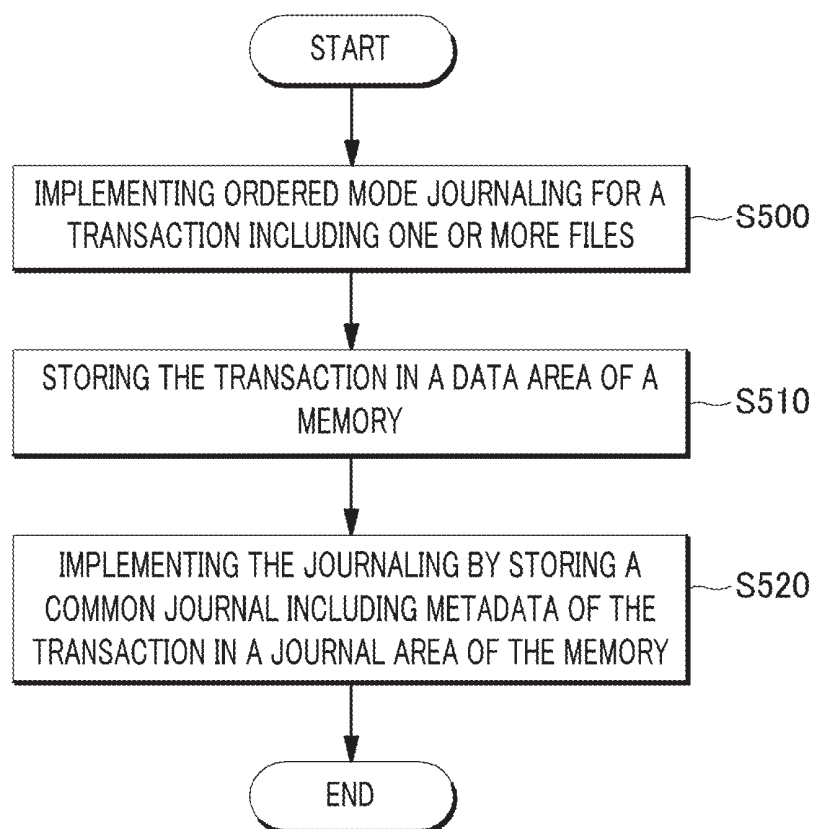 START
IMPLEMENTING ORDERED MODE JOURNALING FOR A
TRANSACTION INCLUDING ONE OR MORE FILES
S500
STORING THE TRANSACTION IN A DATA AREA OF A
MEMORY
S510
IMPLEMENTING THE JOURNALING BY STORING A
COMMON JOURNAL INCLUDING METADATA OF THE
TRANSACTION IN A JOURNAL AREA OF THE MEMORY
S520
END